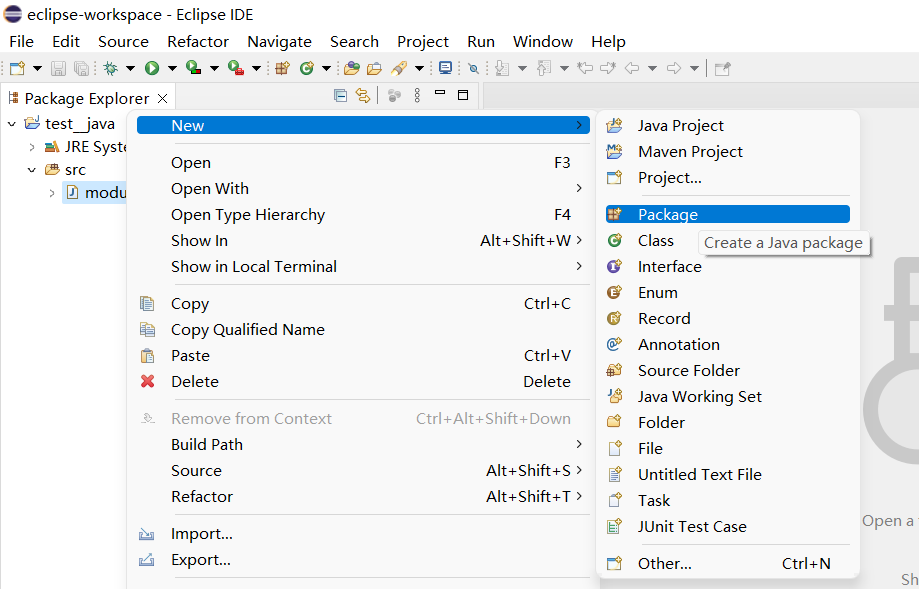 eclipse-workspace - Eclipse IDE
File Edit Source Refactor Navigate Search Project Run Window Help
Package Explorer
test__java
JRE Syste
src
modu
New
Open F3
Open With
Open Type Hierarchy F4
Show In Alt+Shift+W
Show in Local Terminal
Copy Ctrl+C
Copy Qualified Name
Paste Ctrl+V
Delete Delete
Remove from Context Ctrl+Alt+Shift+Down
Build Path
Source Alt+Shift+S
Refactor Alt+Shift+T
Import...
Export...
Java Project
Maven Project
Project...
Package
Class
Create a Java package
Interface
Enum
Record
Annotation
Source Folder
Java Working Set
Folder
File
Untitled Text File
Task
JUnit Test Case
Other... Ctrl+N
Open a
Sh